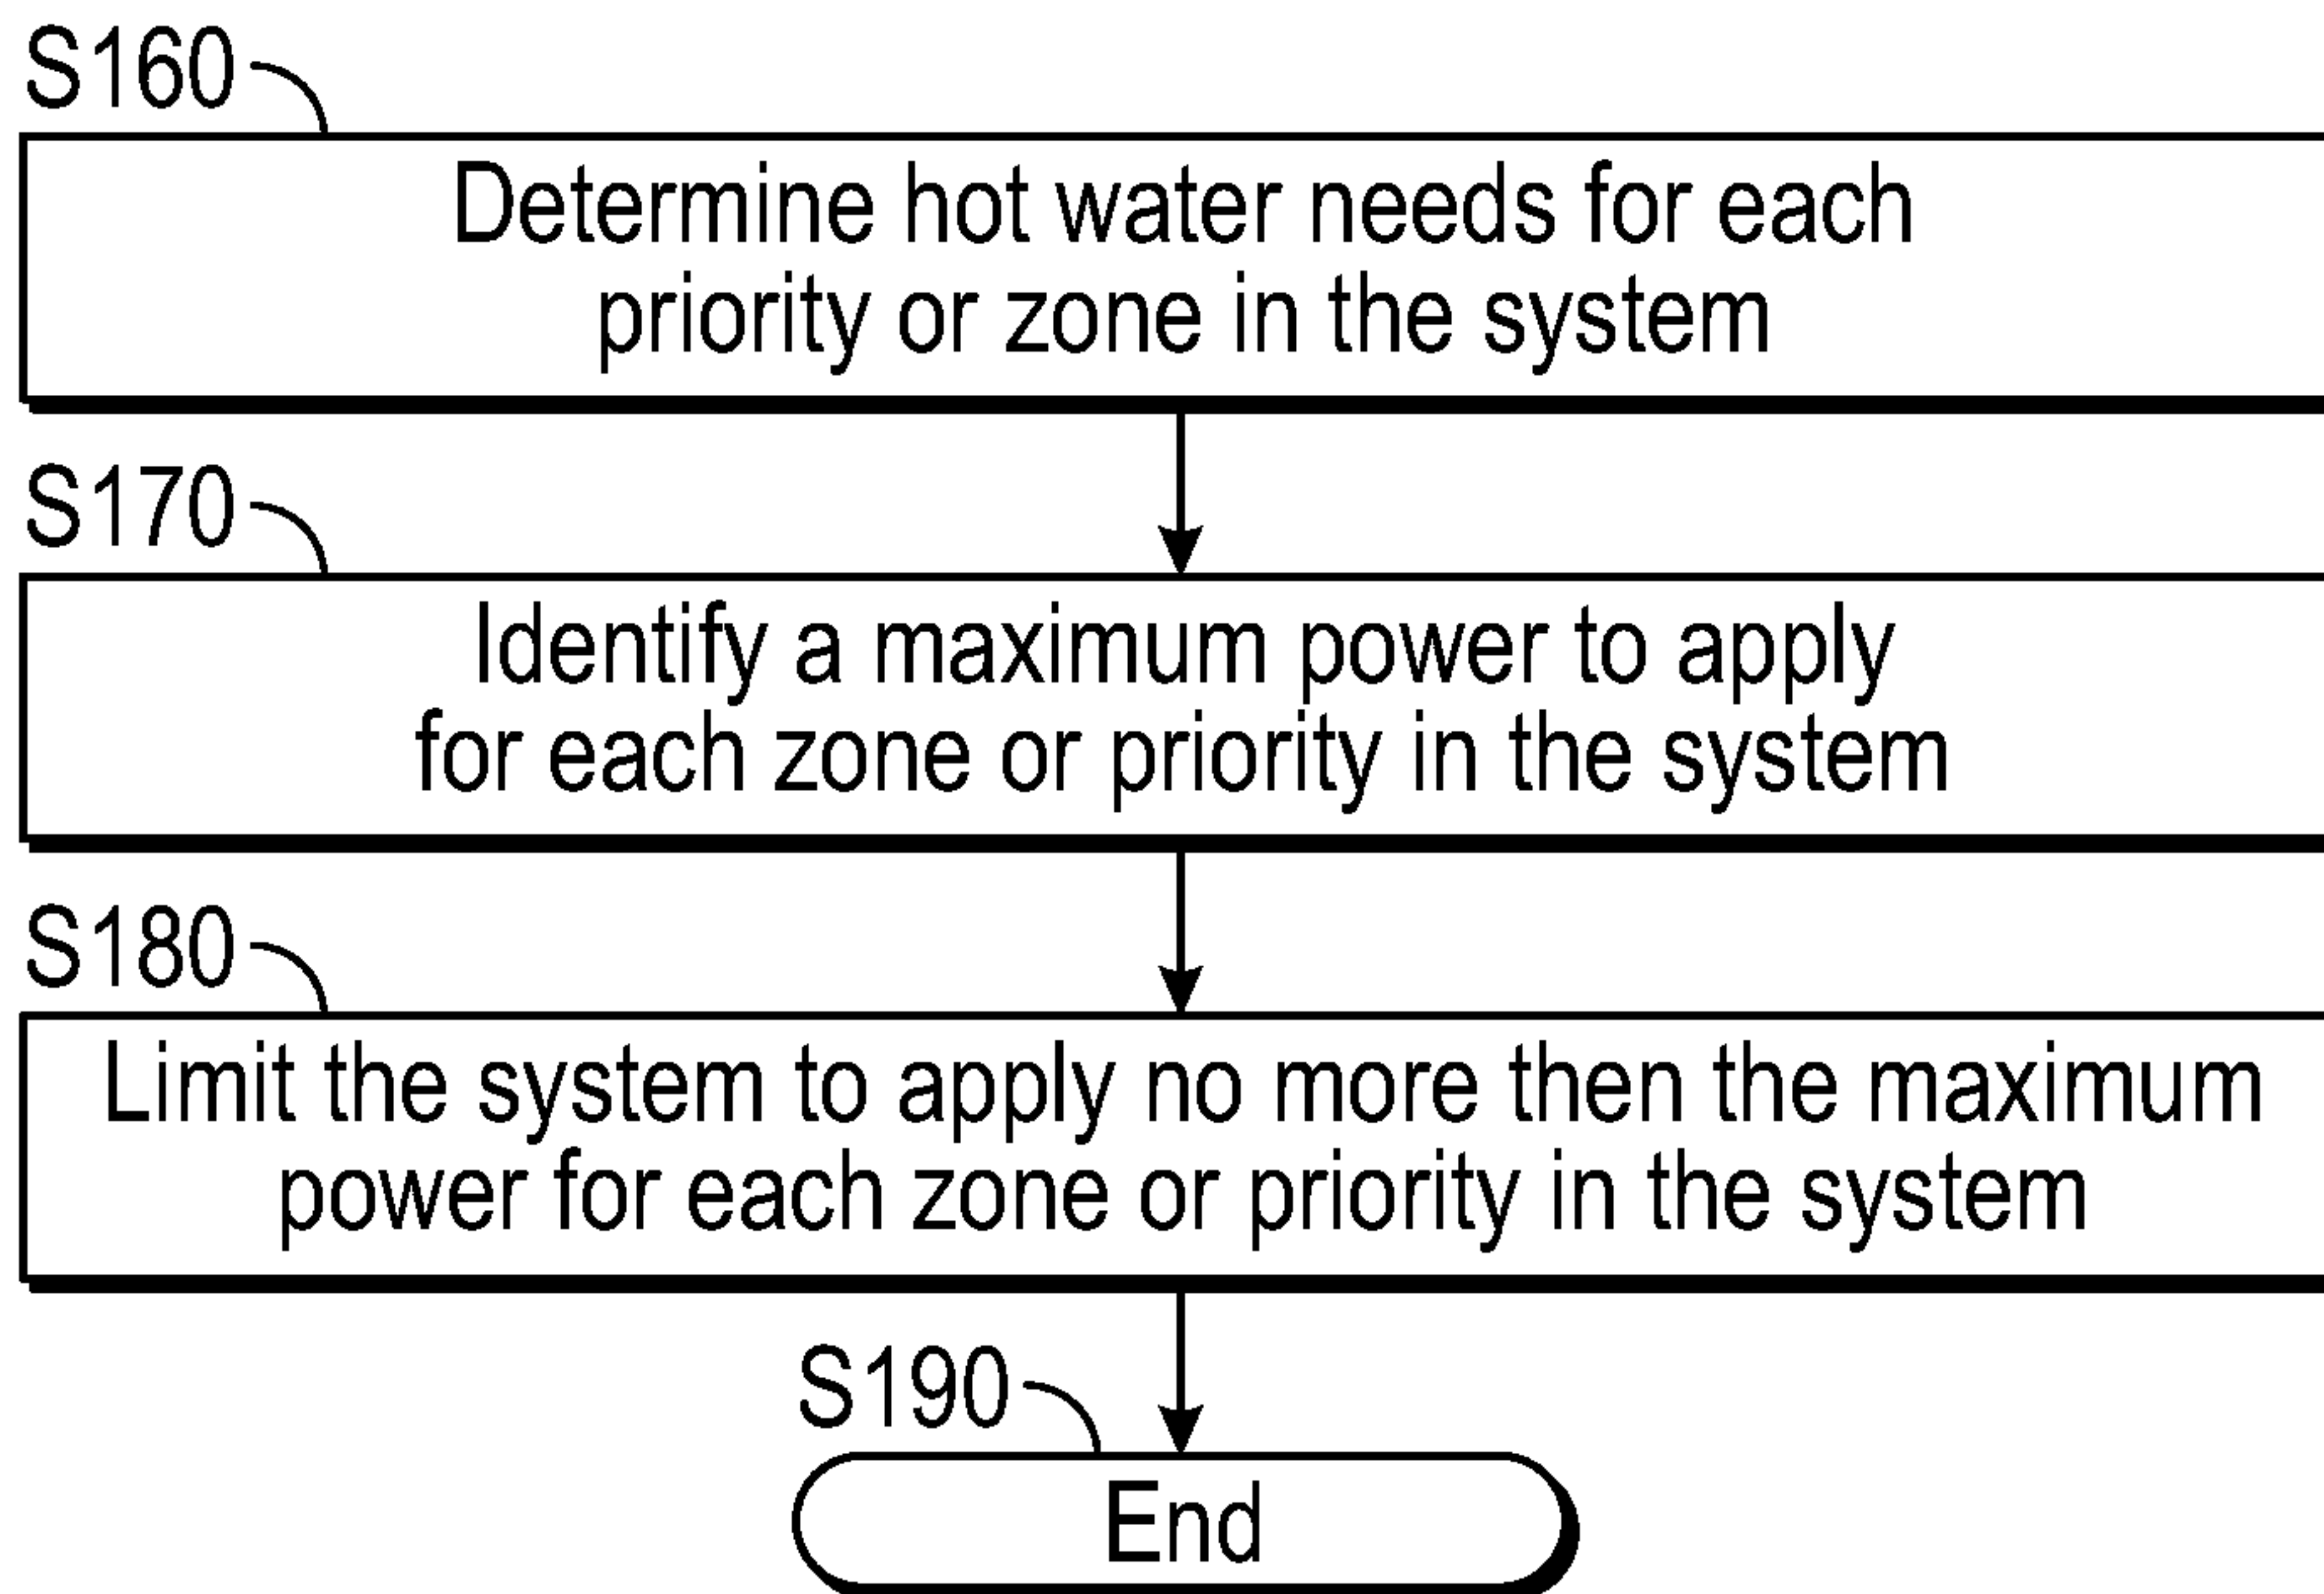 S160
Determine hot water needs for each
priority or zone in the system
S170
Identify a maximum power to apply
for each zone or priority in the system
S180
Limit the system to apply no more then the maximum
power for each zone or priority in the system
S190
End